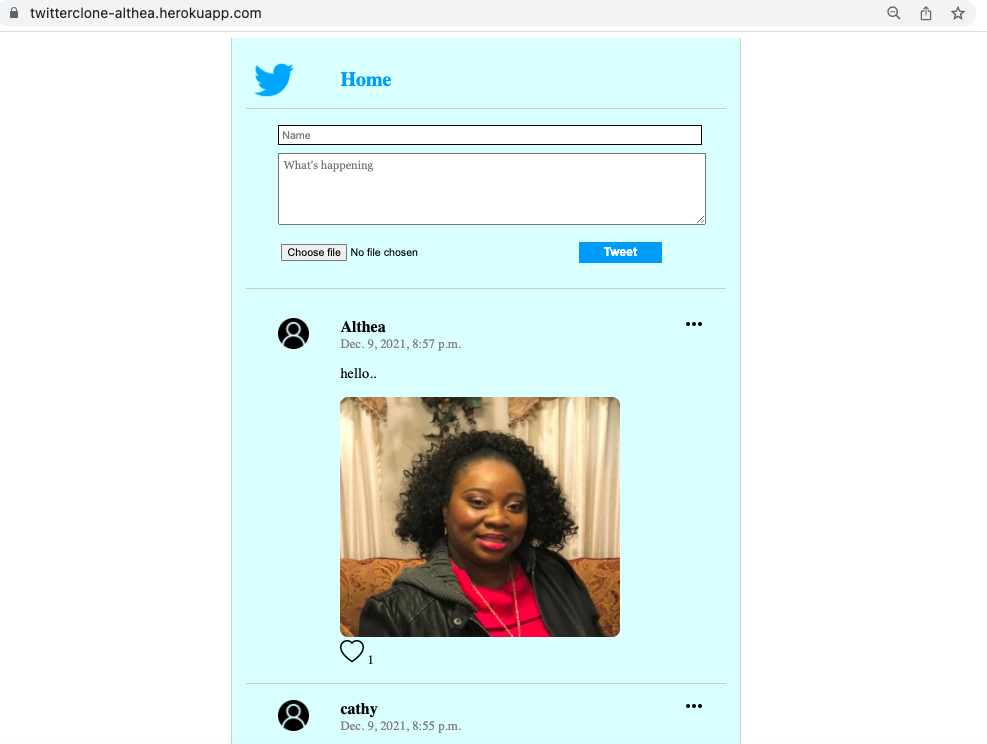 twitterclone-althea.herokuapp.com
Home
Name
What's happening
Choose file No file chosen
Tweet
Althea
Dec. 9, 2021, 8:57 p.m.
hello..
1
cathy
Dec. 9, 2021, 8:55 p.m.